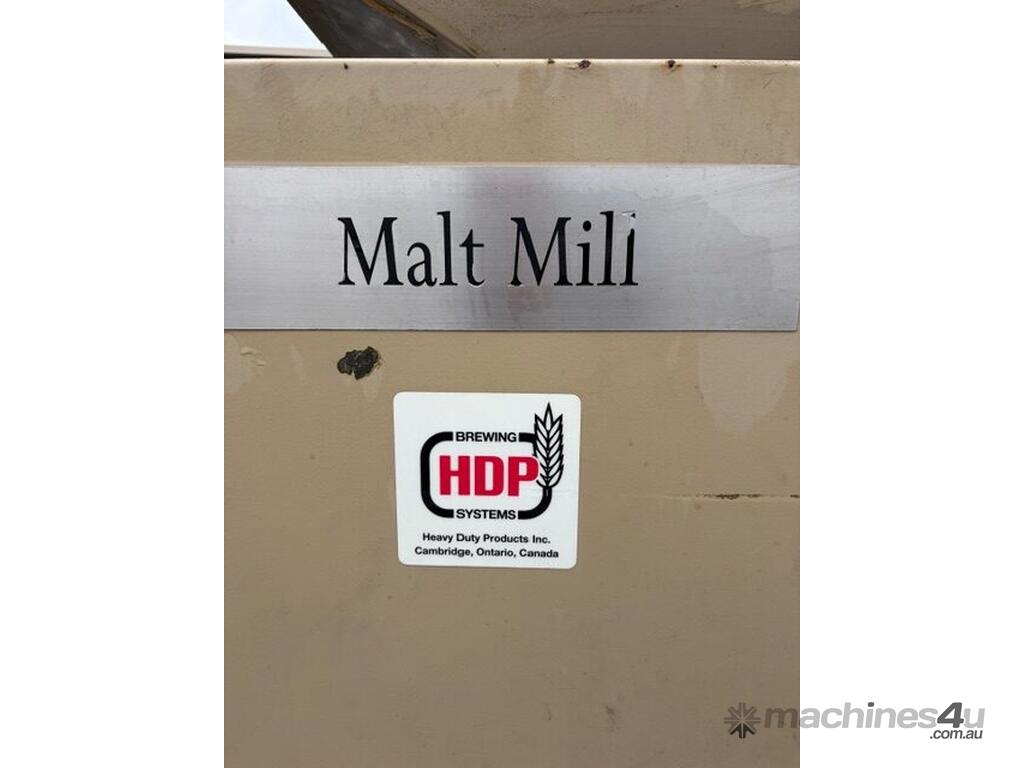 Malt Mill
BREWING
HDP
SYSTEMS
Heavy Duty Products Inc.
Cambridge, Ontario, Canada
machines4u
.com.au